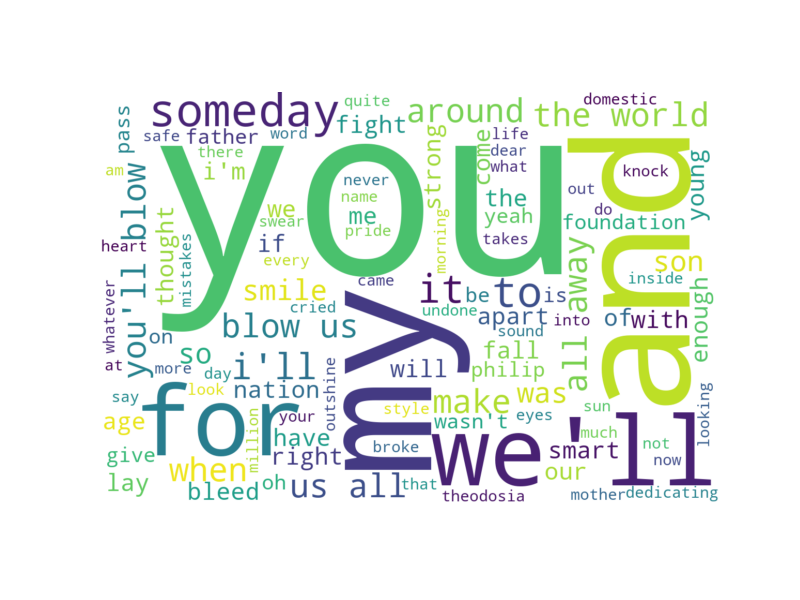 someday
quite
around
domestic
the world
pass
safe
father
word
fight
strong
come
life
dear
what
and
knock
young
am
there
i'm
you
never
name
me
pride
we
swear
the
yeah
takes
out
do
foundation
you'll blow
thought
mistakes
heart
if
every
morning
son
inside
whatever
smile
cried
came
it
undone
be
to
is
all away
enough
blow us
my
apart
sound
into
of
with
at
on
so
more
day
i'll
nation
look
will
fall
philip
outshine
say
for
your
style
make
was
wasn't
eyes
sun
much
not
now
looking
age
give
when
million
have
right
broke
we'll
smart
our
lay
bleed
oh
us all
that
theodosia
mother
dedicating